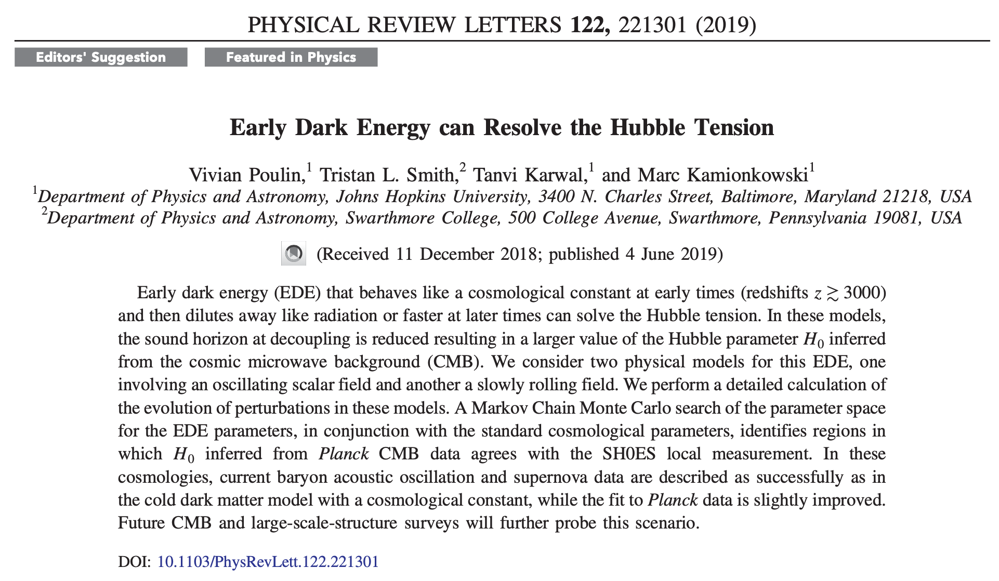 PHYSICAL REVIEW LETTERS 122, 221301 (2019)
Editors' Suggestion
Featured in Physics
Early Dark Energy can Resolve the Hubble Tension
Vivian Poulin,1 Tristan L. Smith,2 Tanvi Karwal,1 and Marc Kamionkowski1
1Department of Physics and Astronomy, Johns Hopkins University, 3400 N. Charles Street, Baltimore, Maryland 21218, USA
2Department of Physics and Astronomy, Swarthmore College, 500 College Avenue, Swarthmore, Pennsylvania 19081, USA
(Received 11 December 2018; published 4 June 2019)
Early dark energy (EDE) that behaves like a cosmological constant at early times (redshifts z ≳ 3000)
and then dilutes away like radiation or faster at later times can solve the Hubble tension. In these models,
the sound horizon at decoupling is reduced resulting in a larger value of the Hubble parameter H0 inferred
from the cosmic microwave background (CMB). We consider two physical models for this EDE, one
involving an oscillating scalar field and another a slowly rolling field. We perform a detailed calculation of
the evolution of perturbations in these models. A Markov Chain Monte Carlo search of the parameter space
for the EDE parameters, in conjunction with the standard cosmological parameters, identifies regions in
which H0 inferred from Planck CMB data agrees with the SH0ES local measurement. In these
cosmologies, current baryon acoustic oscillation and supernova data are described as successfully as in
the cold dark matter model with a cosmological constant, while the fit to Planck data is slightly improved.
Future CMB and large-scale-structure surveys will further probe this scenario.
DOI: 10.1103/PhysRevLett.122.221301